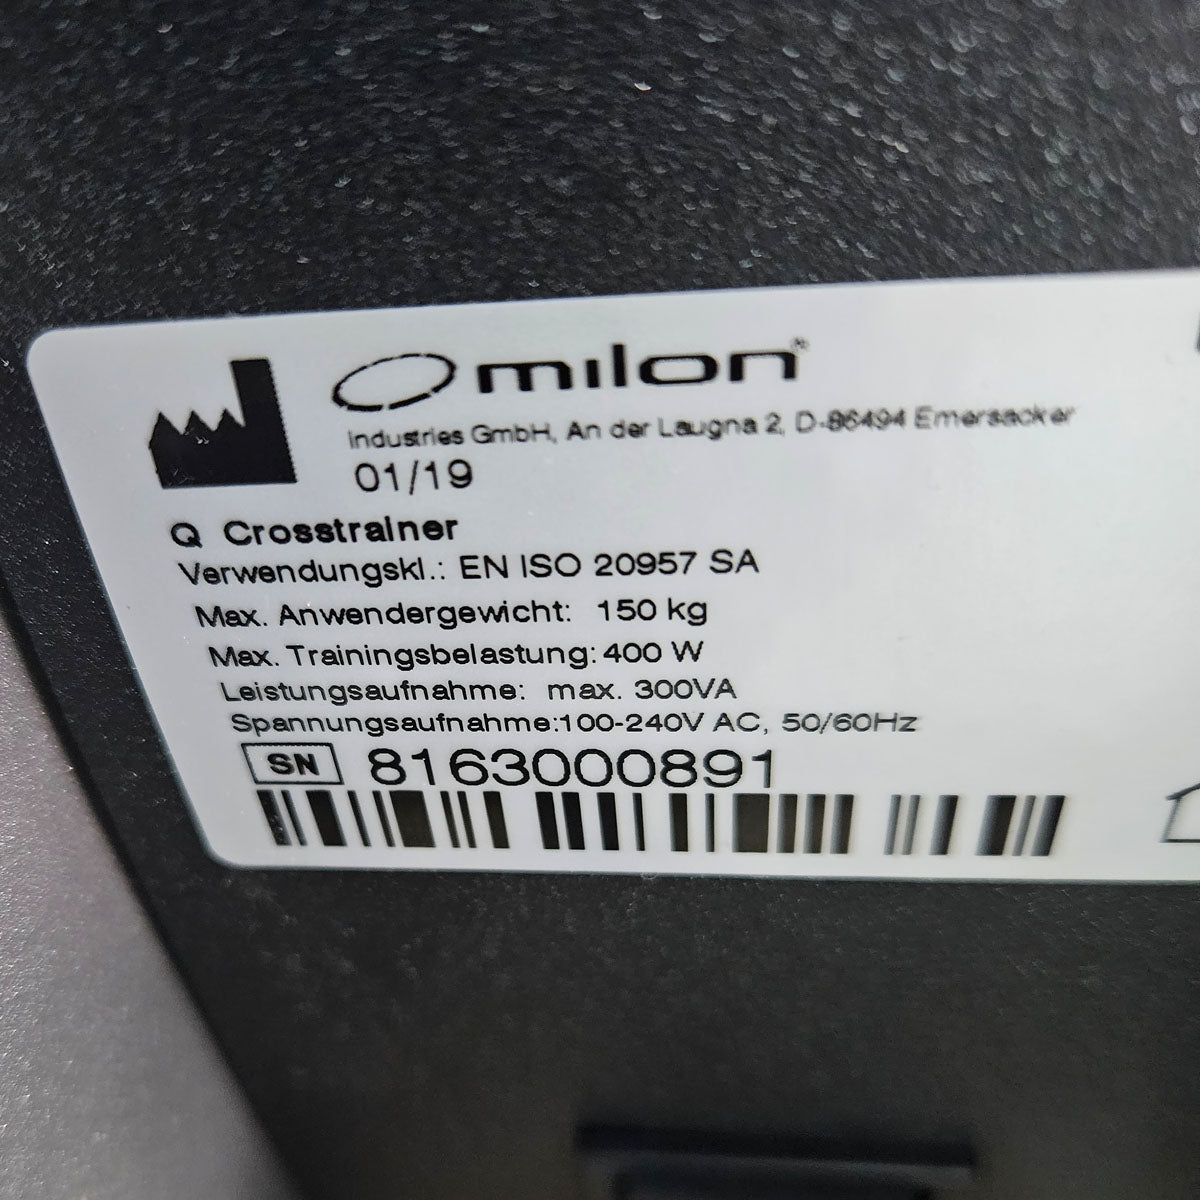 milon®
industries GmbH, An der Laugna 2, D-86494 Emersacker
01/19
Q Crosstrainer
Verwendungskl.: EN ISO 20957 SA
Max. Anwendergewicht: 150 kg
Max. Trainingsbelastung: 400 W
Leistungsaufnahme: max. 300VA
Spannungsaufnahme:100-240V AC, 50/60Hz
SN 8163000891